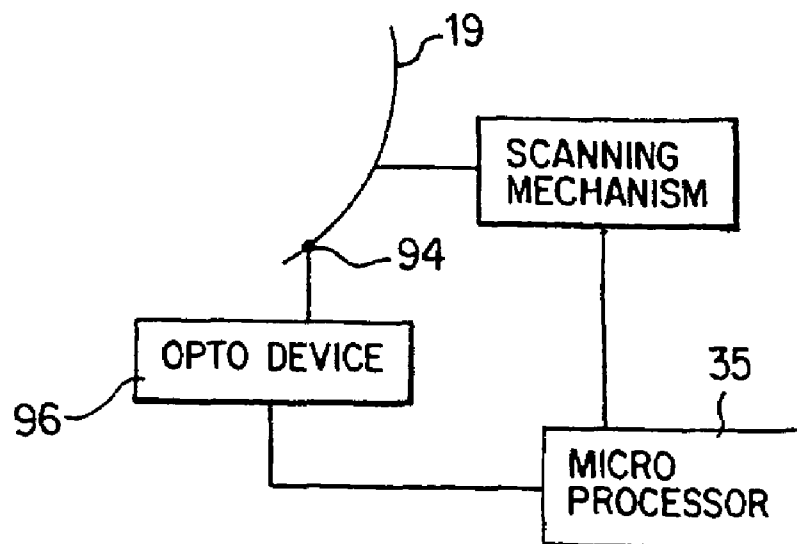 19
SCANNING
MECHANISM
94
OPTO DEVICE
96
35
MICRO
PROCESSOR